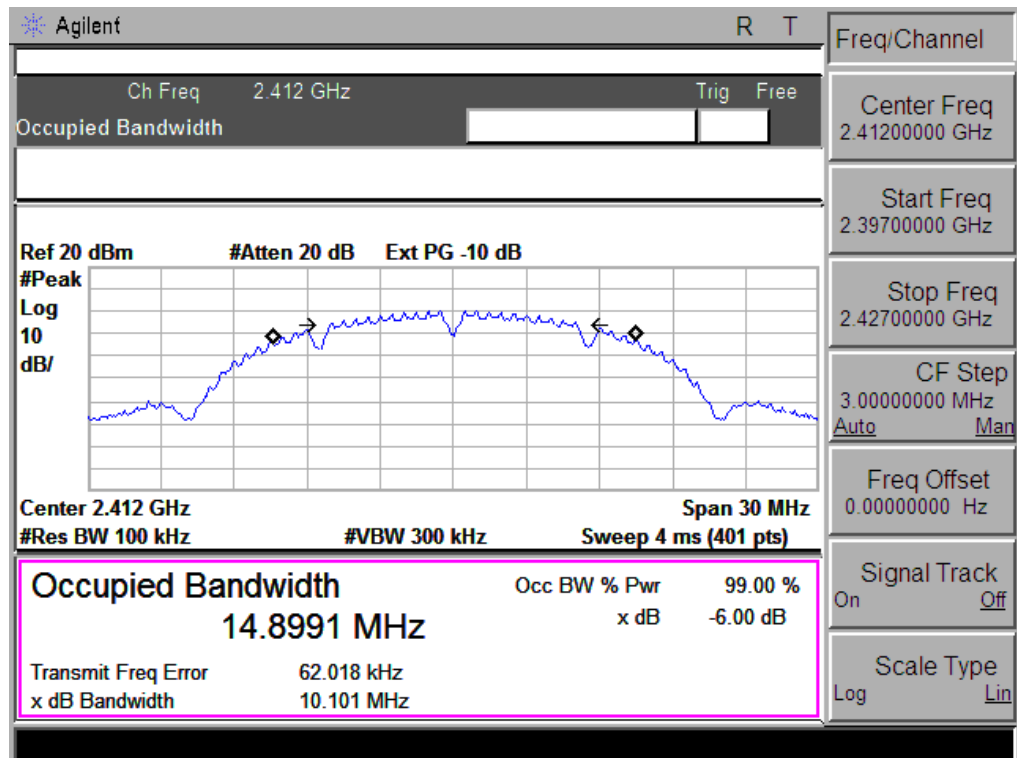 Agilent R T
Ch Freq 2.412 GHz Trig Free
Occupied Bandwidth
Ref 20 dBm #Atten 20 dB Ext PG -10 dB
#Peak
Log
10
dB/
Center 2.412 GHz Span 30 MHz
#Res BW 100 kHz #VBW 300 kHz Sweep 4 ms (401 pts)
Occupied Bandwidth Occ BW % Pwr 99.00 %
14.8991 MHz x dB -6.00 dB
Transmit Freq Error 62.018 kHz
x dB Bandwidth 10.101 MHz
Freq/Channel
Center Freq
2.41200000 GHz
Start Freq
2.39700000 GHz
Stop Freq
2.42700000 GHz
CF Step
3.00000000 MHz
Auto Man
Freq Offset
0.00000000 Hz
Signal Track
On Off
Scale Type
Log Lin